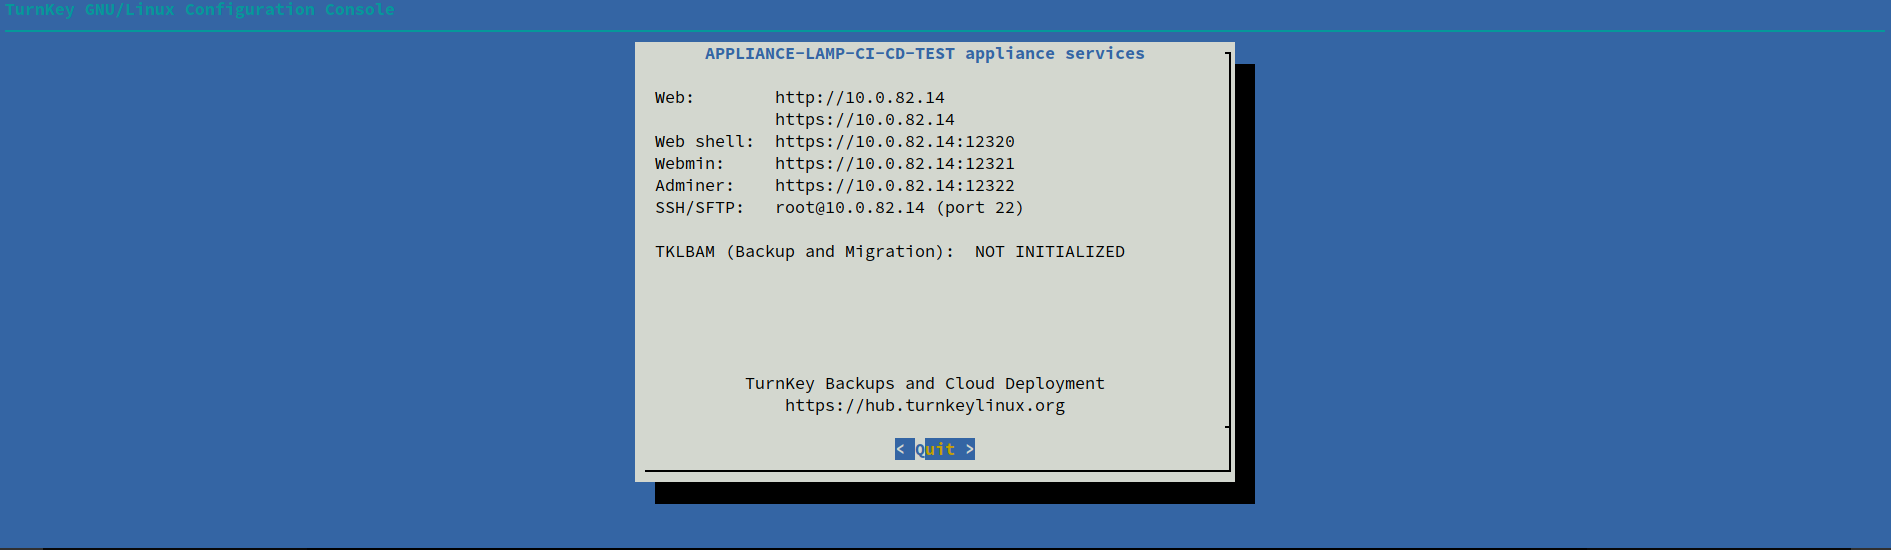 TurnKey GNU/Linux Configuration Console
APPLIANCE-LAMP-CI-CD-TEST appliance services
Web: http://10.0.82.14
https://10.0.82.14
Web shell: https://10.0.82.14:12320
Webmin: https://10.0.82.14:12321
Adminer: https://10.0.82.14:12322
SSH/SFTP: root@10.0.82.14 (port 22)
TKLBAM (Backup and Migration): NOT INITIALIZED
TurnKey Backups and Cloud Deployment
https://hub.turnkeylinux.org
< Quit >